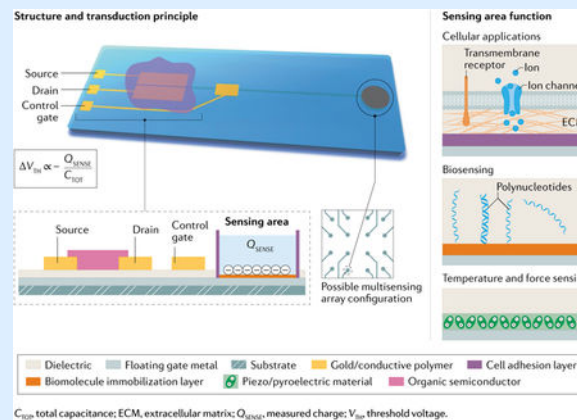 Structure and transduction principle
Source
Drain
Control
gate
ΔV_TH ∝ − Q_SENSE / C_TOT
Source
Drain
Control
gate
Sensing area
Q_SENSE
Possible multisensing
array configuration
Sensing area function
Cellular applications
Transmembrane
receptor
Ion
Ion channel
ECM
Biosensing
Polynucleotides
Temperature and force
Dielectric
Floating gate metal
Substrate
Gold/conductive polymer
Cell adhesion layer
Biomolecule immobilization layer
Piezo/pyroelectric material
Organic semiconductor
C_TOT, total capacitance; ECM, extracellular matrix; Q_SENSE, measured charge; V_TH, threshold voltage.